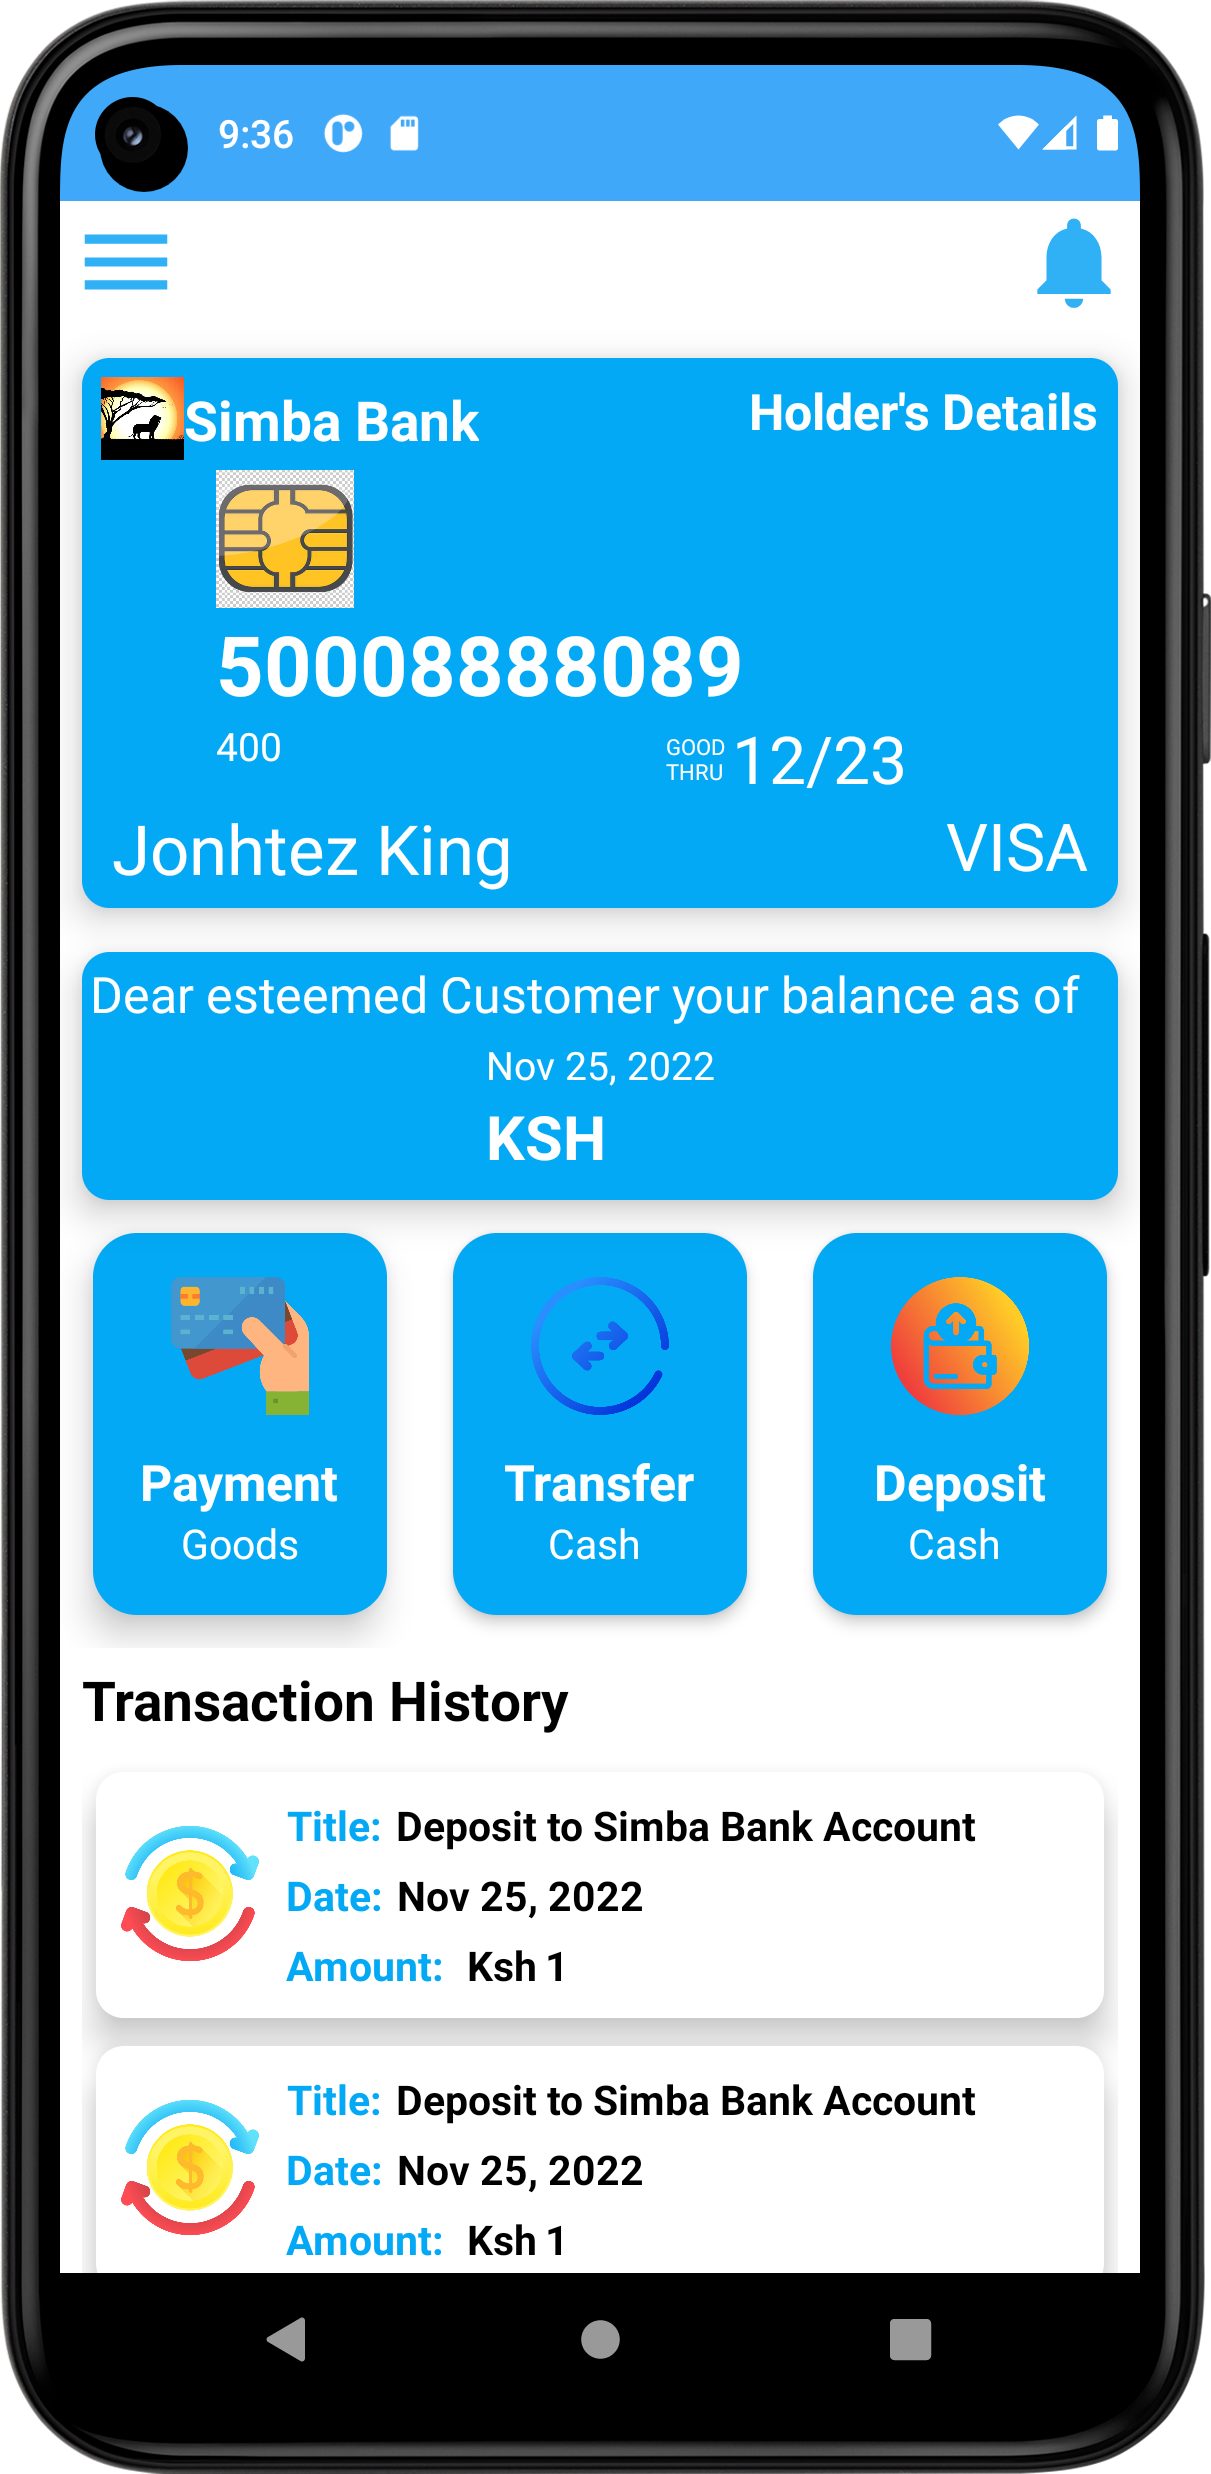 9:36
Simba Bank
Holder's Details
50008888089
400
GOOD
THRU
12/23
Jonhtez King
VISA
Dear esteemed Customer your balance as of
Nov 25, 2022
KSH
Payment
Goods
Transfer
Cash
Deposit
Cash
Transaction History
Title: Deposit to Simba Bank Account
Date: Nov 25, 2022
Amount: Ksh 1
Title: Deposit to Simba Bank Account
Date: Nov 25, 2022
Amount: Ksh 1